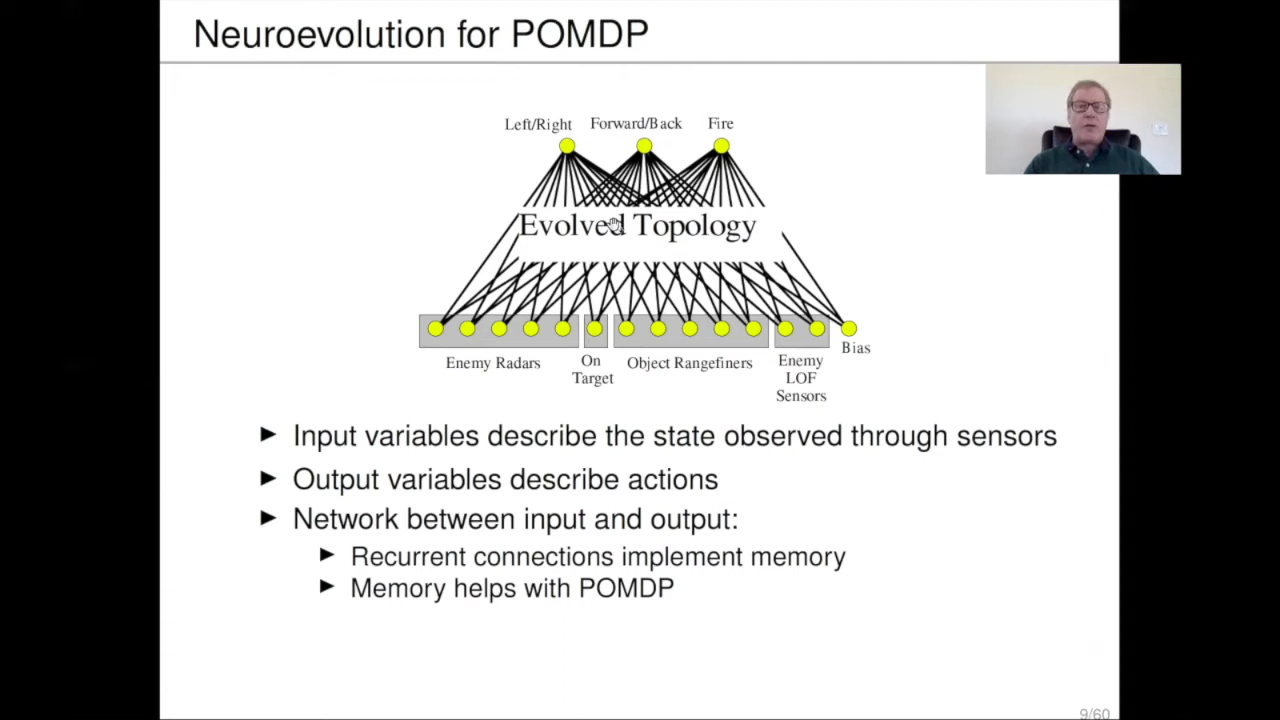 Neuroevolution for POMDP
Left/Right Forward/Back Fire
Evolved Topology
Bias
Enemy Radars
On
Target
Object Rangefiners
Enemy
LOF
Sensors
► Input variables describe the state observed through sensors
► Output variables describe actions
► Network between input and output:
► Recurrent connections implement memory
► Memory helps with POMDP
9/60